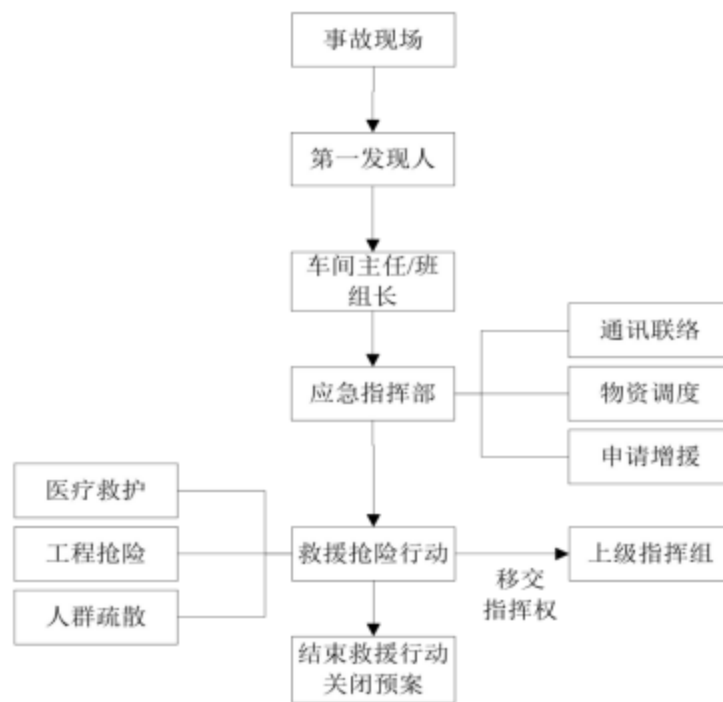 事故现场
第一发现人
车间主任/班
组长
通讯联络
应急指挥部
物资调度
申请增援
医疗救护
工程抢险
救援抢险行动
上级指挥组
移交
指挥权
人群疏散
结束救援行动
关闭预案